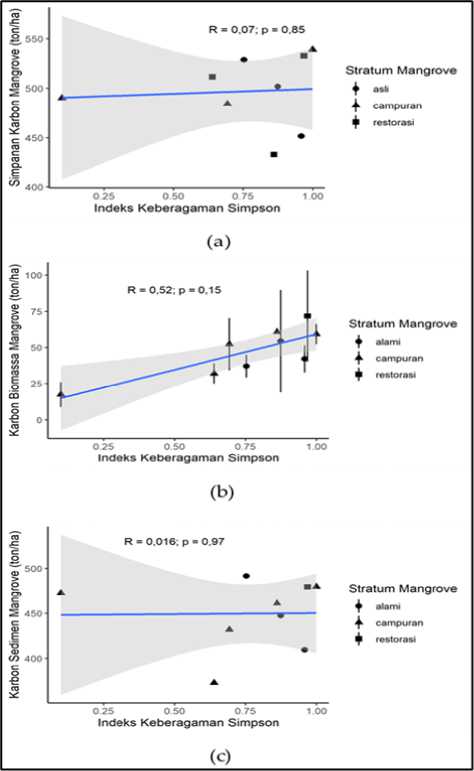 R = 0,07; p = 0,85
Simpanan Karbon Mangrove (ton/ha)
550
500
450
400
0.25
0.50
0.75
1.00
Indeks Keberagaman Simpson
Stratum Mangrove
asli
campuran
restorasi
(a)
R = 0,52; p = 0,15
Karbon Biomassa Mangrove (ton/ha)
100
75
50
25
0
0.25
0.50
0.75
1.00
Indeks Keberagaman Simpson
Stratum Mangrove
alami
campuran
restorasi
(b)
R = 0,016; p = 0,97
Karbon Sedimen Mangrove (ton/ha)
500
450
400
0.25
0.50
0.75
1.00
Indeks Keberagaman Simpson
Stratum Mangrove
alami
campuran
restorasi
(c)